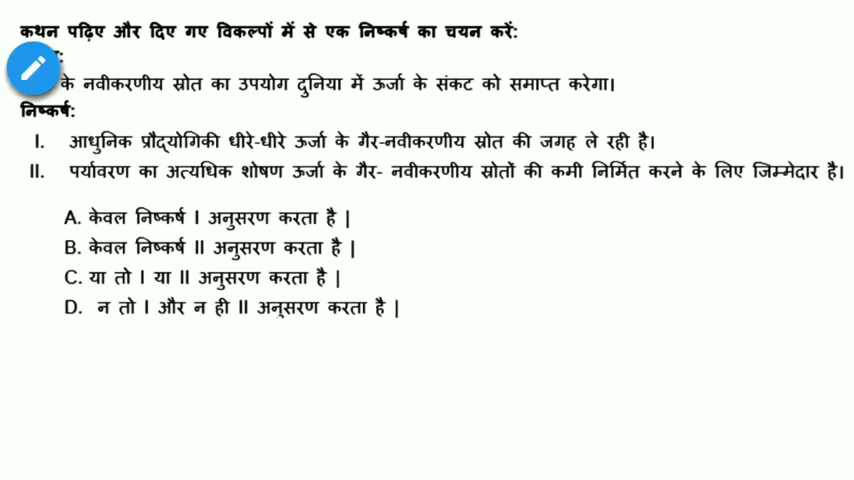 कथन पढ़िए और दिए गए विकल्पों में से एक निष्कर्ष का चयन करें:
के नवीकरणीय स्रोत का उपयोग दुनिया में ऊर्जा के संकट को समाप्त करेगा।
निष्कर्ष:
I. आधुनिक प्रौद्योगिकी धीरे-धीरे ऊर्जा के गैर-नवीकरणीय स्रोत की जगह ले रही है।
II. पर्यावरण का अत्यधिक शोषण ऊर्जा के गैर- नवीकरणीय स्रोतों की कमी निर्मित करने के लिए जिम्मेदार है।
A. केवल निष्कर्ष I अनुसरण करता है |
B. केवल निष्कर्ष II अनुसरण करता है |
C. या तो I या II अनुसरण करता है |
D. न तो I और न ही II अनुसरण करता है |